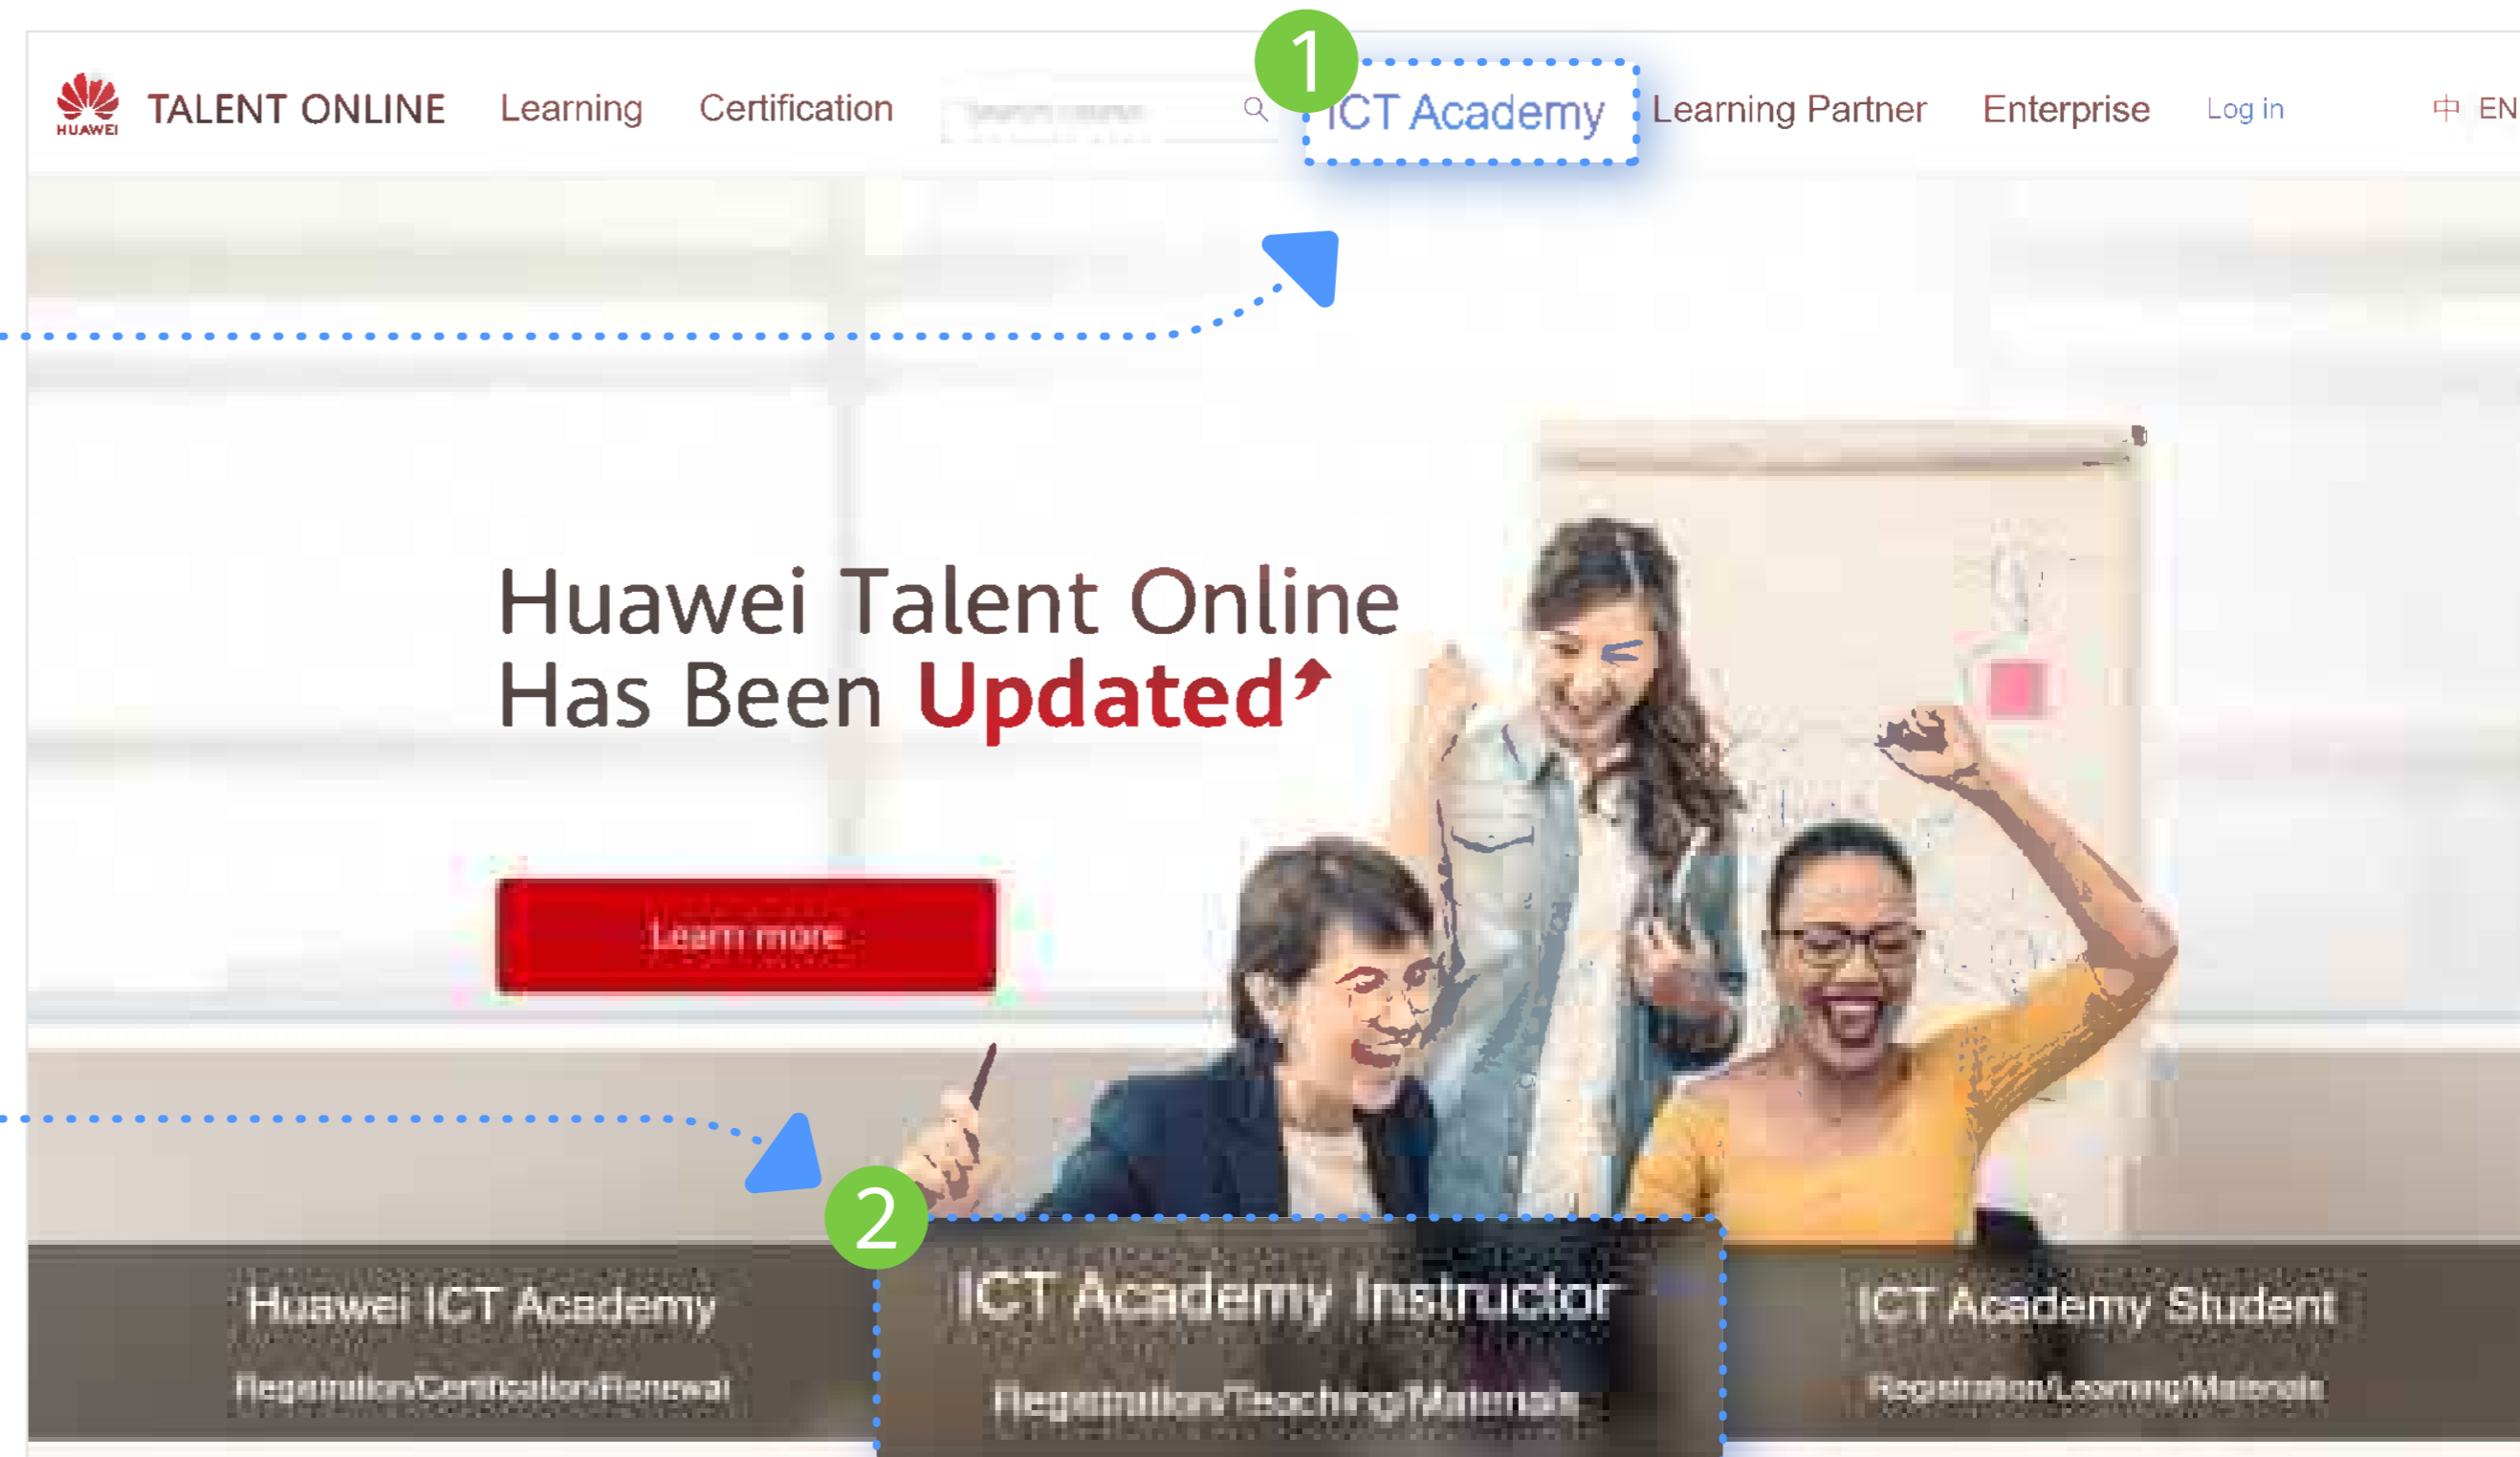 1
HUAWEI
TALENT ONLINE
Learning
Certification
ICT Academy
Learning Partner
Enterprise
Log in
中 EN
Huawei Talent Online
Has Been Updated
Learn more
2
Huawei ICT Academy
Registration/Certification/Renewal
ICT Academy Instructor
Registration/Teaching/Materials
ICT Academy Student
Registration/Learning/Materials